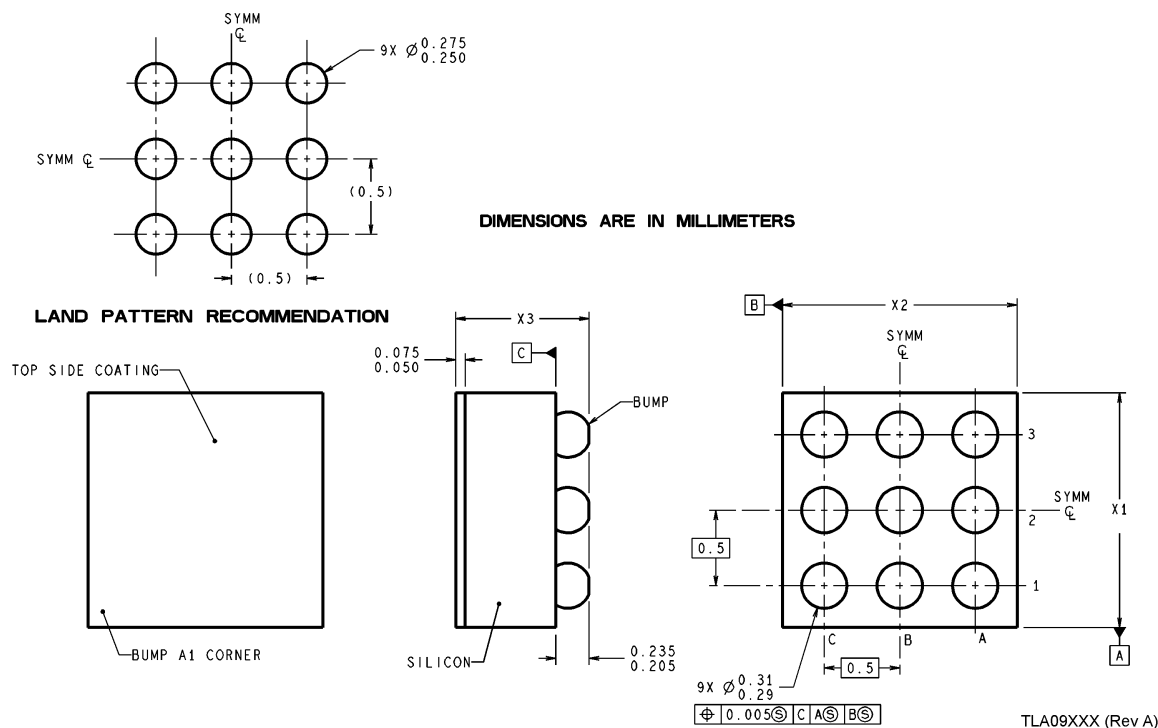 SYMM
℄
9X Ø 0.275
0.250
SYMM ℄
(0.5)
(0.5)
DIMENSIONS ARE IN MILLIMETERS
LAND PATTERN RECOMMENDATION
TOP SIDE COATING
BUMP A1 CORNER
X3
0.075
0.050
C
BUMP
SILICON
0.235
0.205
B
X2
SYMM
℄
3
SYMM
℄
2
X1
0.5
1
C
B
A
A
0.5
9X Ø 0.31
0.29
⌖ 0.005Ⓢ C AⓈ BⓈ
TLA09XXX (Rev A)